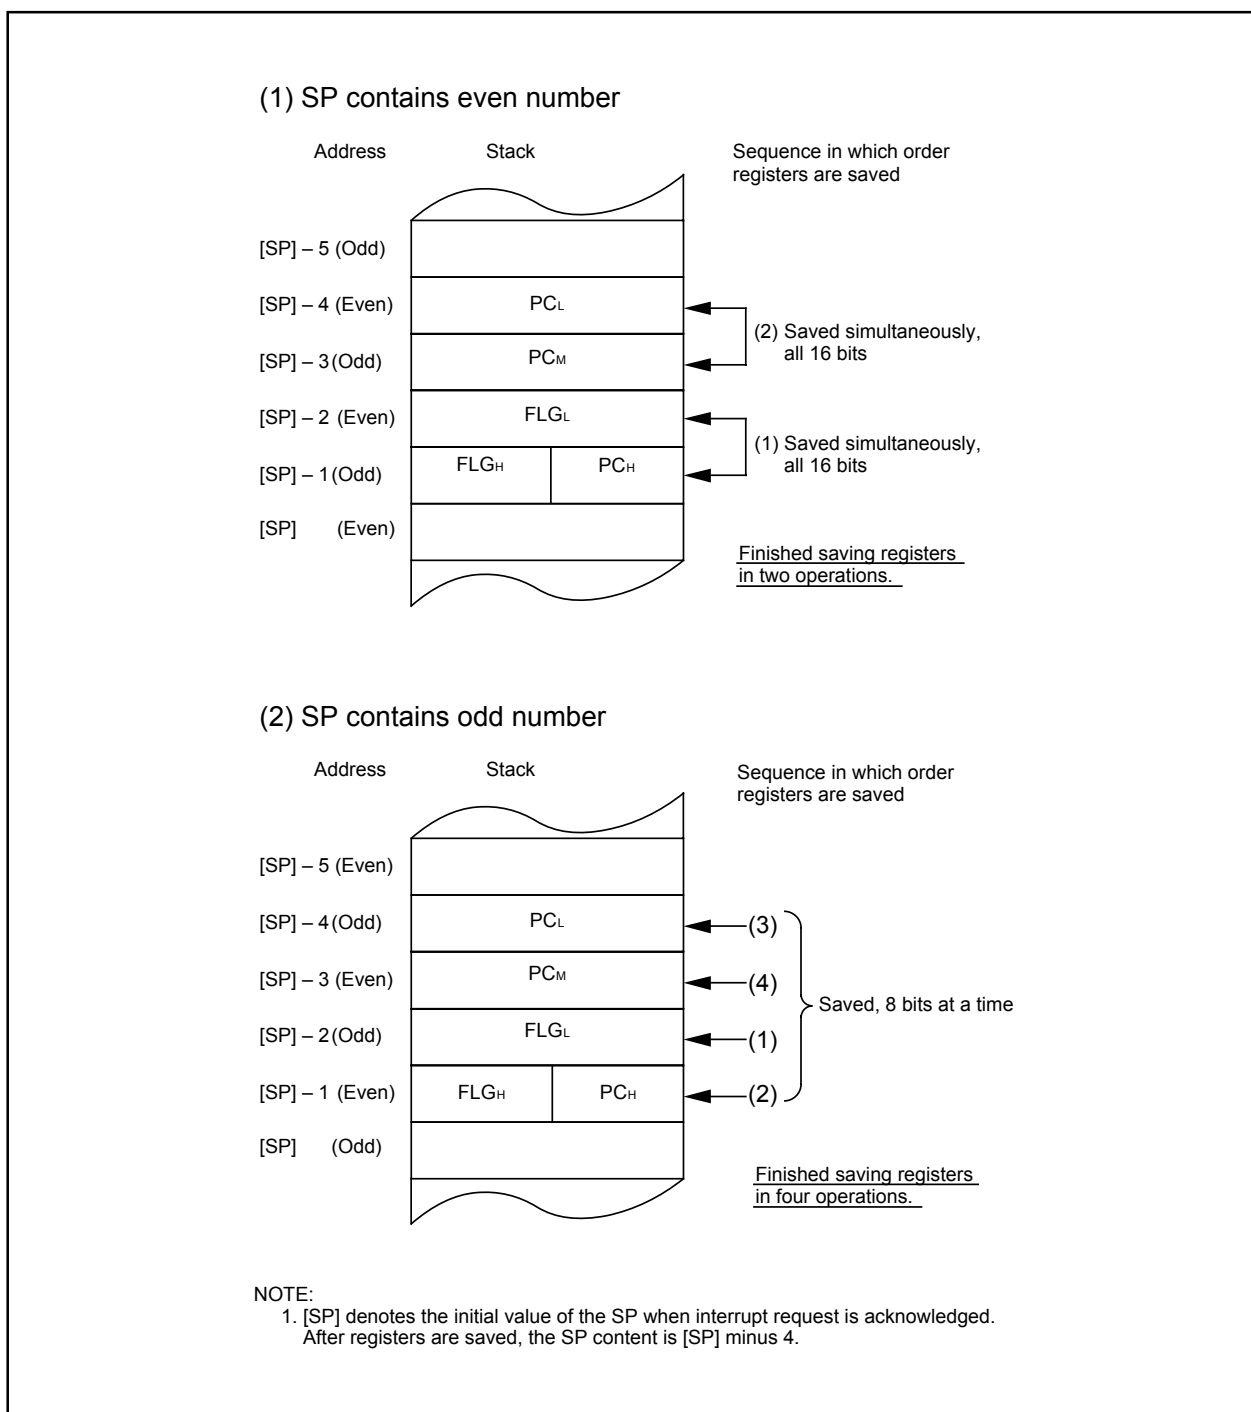 (1) SP contains even number
Address Stack Sequence in which order
registers are saved
[SP] – 5 (Odd)
[SP] – 4 (Even) PCL
(2) Saved simultaneously,
all 16 bits
[SP] – 3 (Odd) PCM
[SP] – 2 (Even) FLGL
(1) Saved simultaneously,
all 16 bits
[SP] – 1 (Odd) FLGH PCH
[SP] (Even)
Finished saving registers
in two operations.
(2) SP contains odd number
Address Stack Sequence in which order
registers are saved
[SP] – 5 (Even)
[SP] – 4 (Odd) PCL (3)
[SP] – 3 (Even) PCM (4)
Saved, 8 bits at a time
[SP] – 2 (Odd) FLGL (1)
[SP] – 1 (Even) FLGH PCH (2)
[SP] (Odd)
Finished saving registers
in four operations.
NOTE:
1. [SP] denotes the initial value of the SP when interrupt request is acknowledged.
After registers are saved, the SP content is [SP] minus 4.